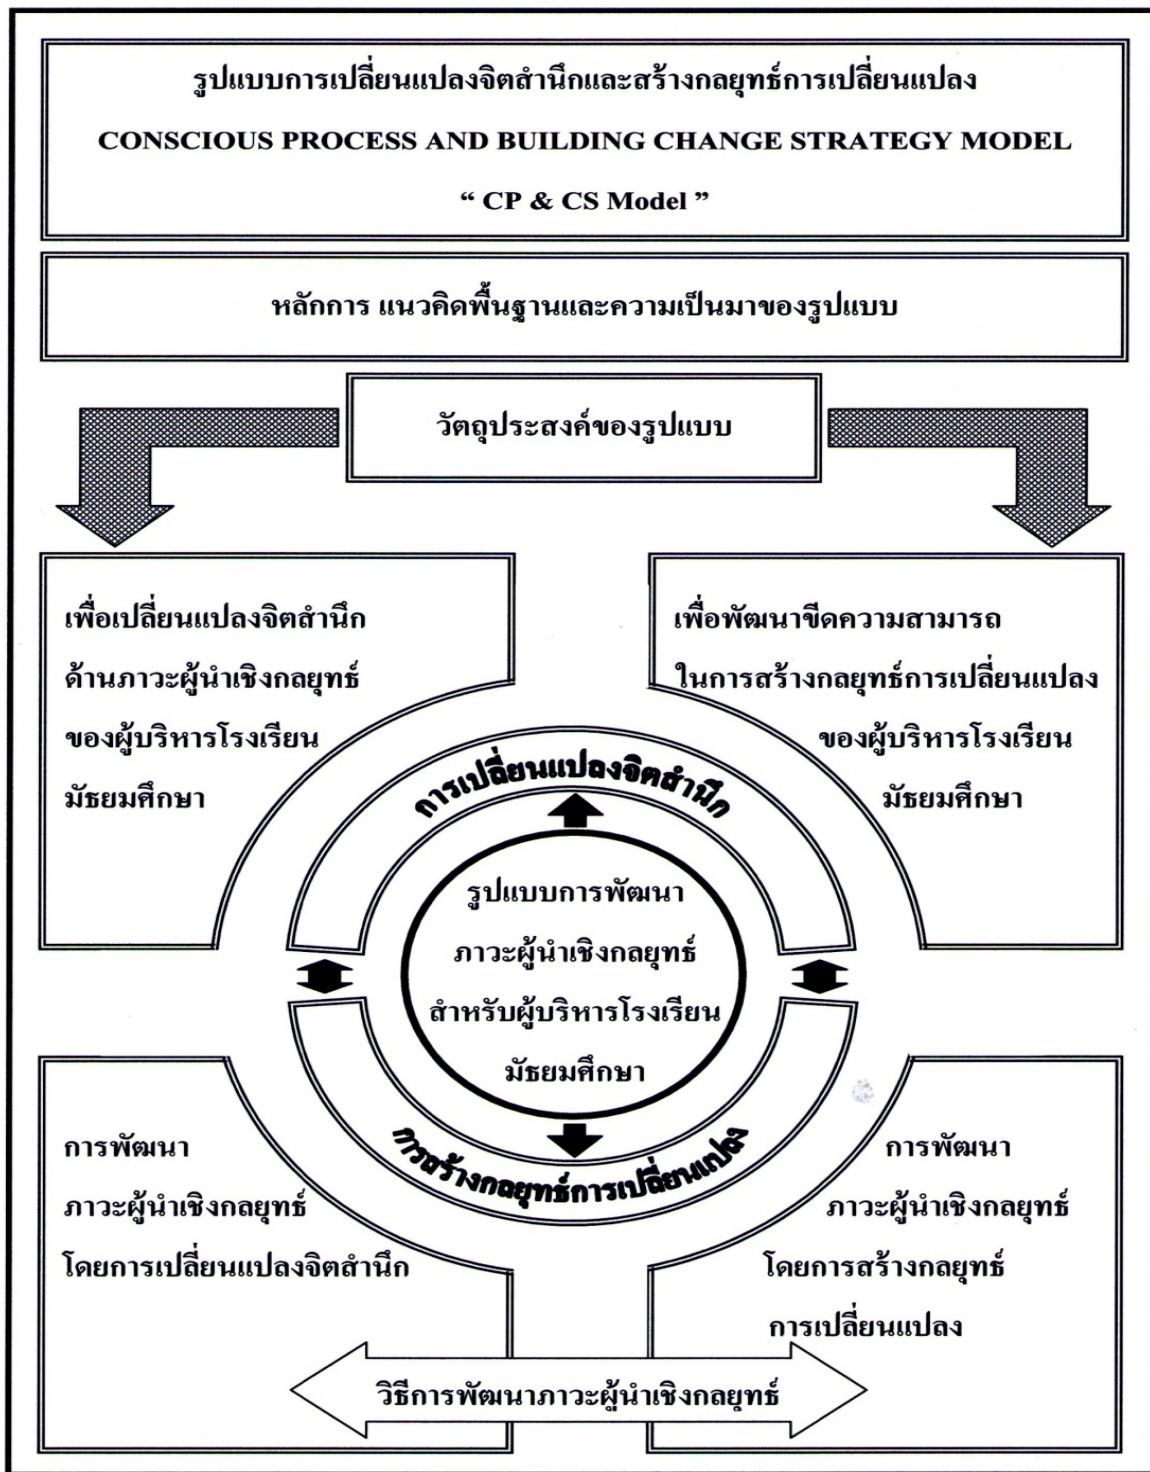 รูปแบบการเปลี่ยนแปลงจิตสำนึกและสร้างกลยุทธ์การเปลี่ยนแปลง
CONSCIOUS PROCESS AND BUILDING CHANGE STRATEGY MODEL
“ CP & CS Model ”
หลักการ แนวคิดพื้นฐานและความเป็นมาของรูปแบบ
วัตถุประสงค์ของรูปแบบ
เพื่อเปลี่ยนแปลงจิตสำนึก
ด้านภาวะผู้นำเชิงกลยุทธ์
ของผู้บริหารโรงเรียน
มัธยมศึกษา
เพื่อพัฒนาขีดความสามารถ
ในการสร้างกลยุทธ์การเปลี่ยนแปลง
ของผู้บริหารโรงเรียน
มัธยมศึกษา
การเปลี่ยนแปลงจิตสำนึก
รูปแบบการพัฒนา
ภาวะผู้นำเชิงกลยุทธ์
สำหรับผู้บริหารโรงเรียน
มัธยมศึกษา
การสร้างกลยุทธ์การเปลี่ยนแปลง
การพัฒนา
ภาวะผู้นำเชิงกลยุทธ์
โดยการเปลี่ยนแปลงจิตสำนึก
การพัฒนา
ภาวะผู้นำเชิงกลยุทธ์
โดยการสร้างกลยุทธ์
การเปลี่ยนแปลง
วิธีการพัฒนาภาวะผู้นำเชิงกลยุทธ์